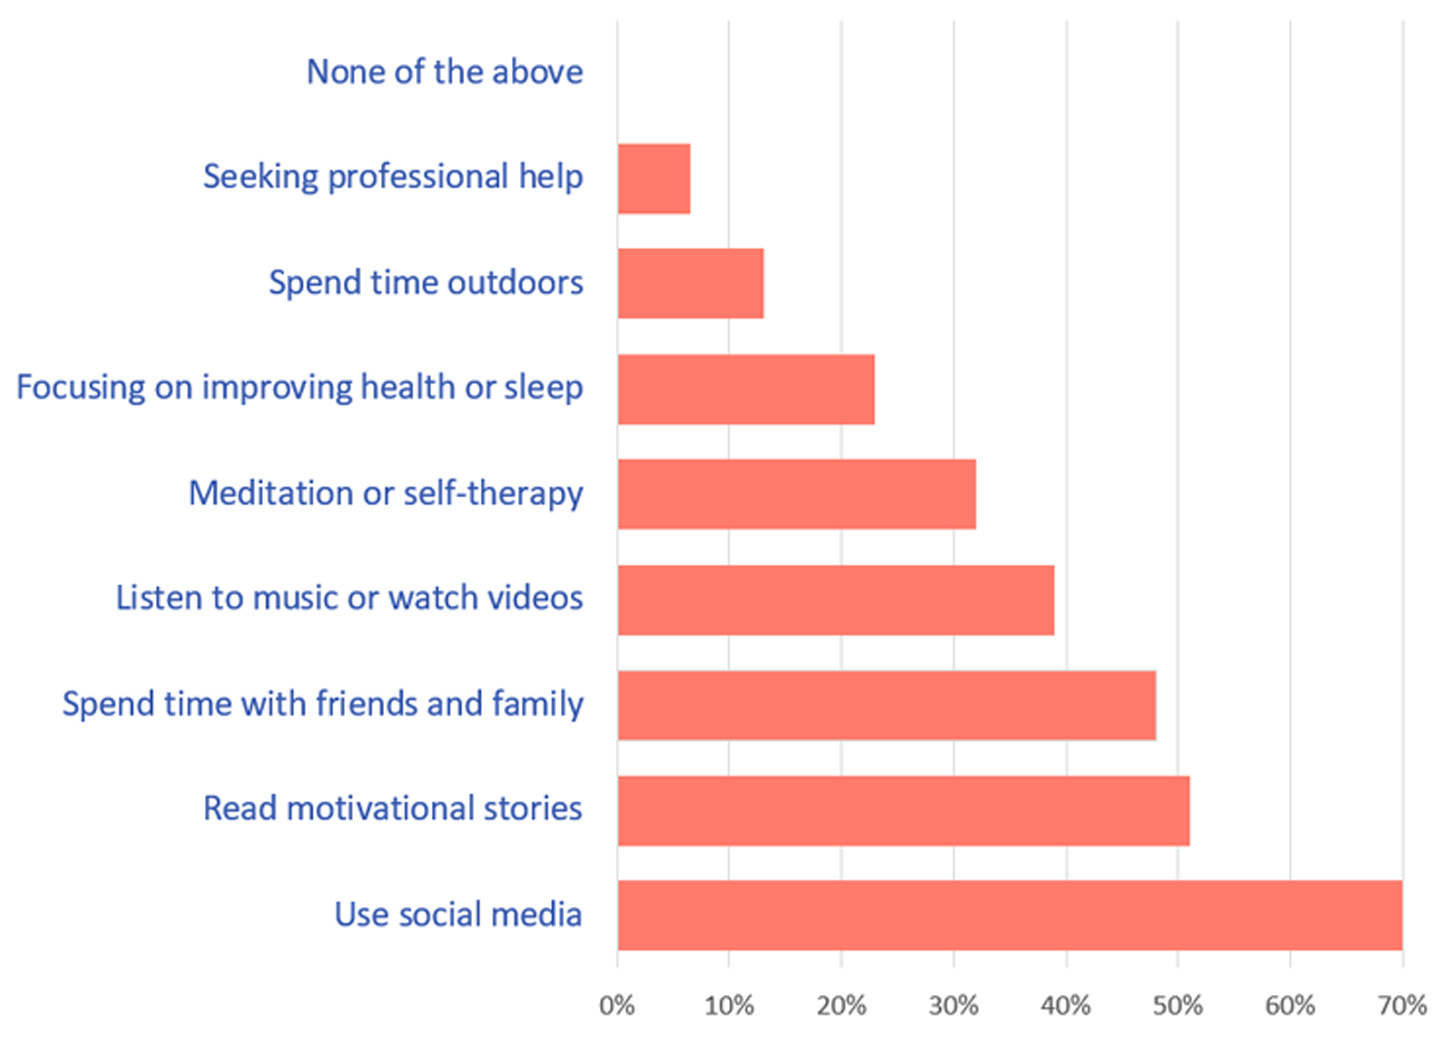 None of the above
Seeking professional help
Spend time outdoors
Focusing on improving health or sleep
Meditation or self-therapy
Listen to music or watch videos
Spend time with friends and family
Read motivational stories
Use social media
0% 10% 20% 30% 40% 50% 60% 70%